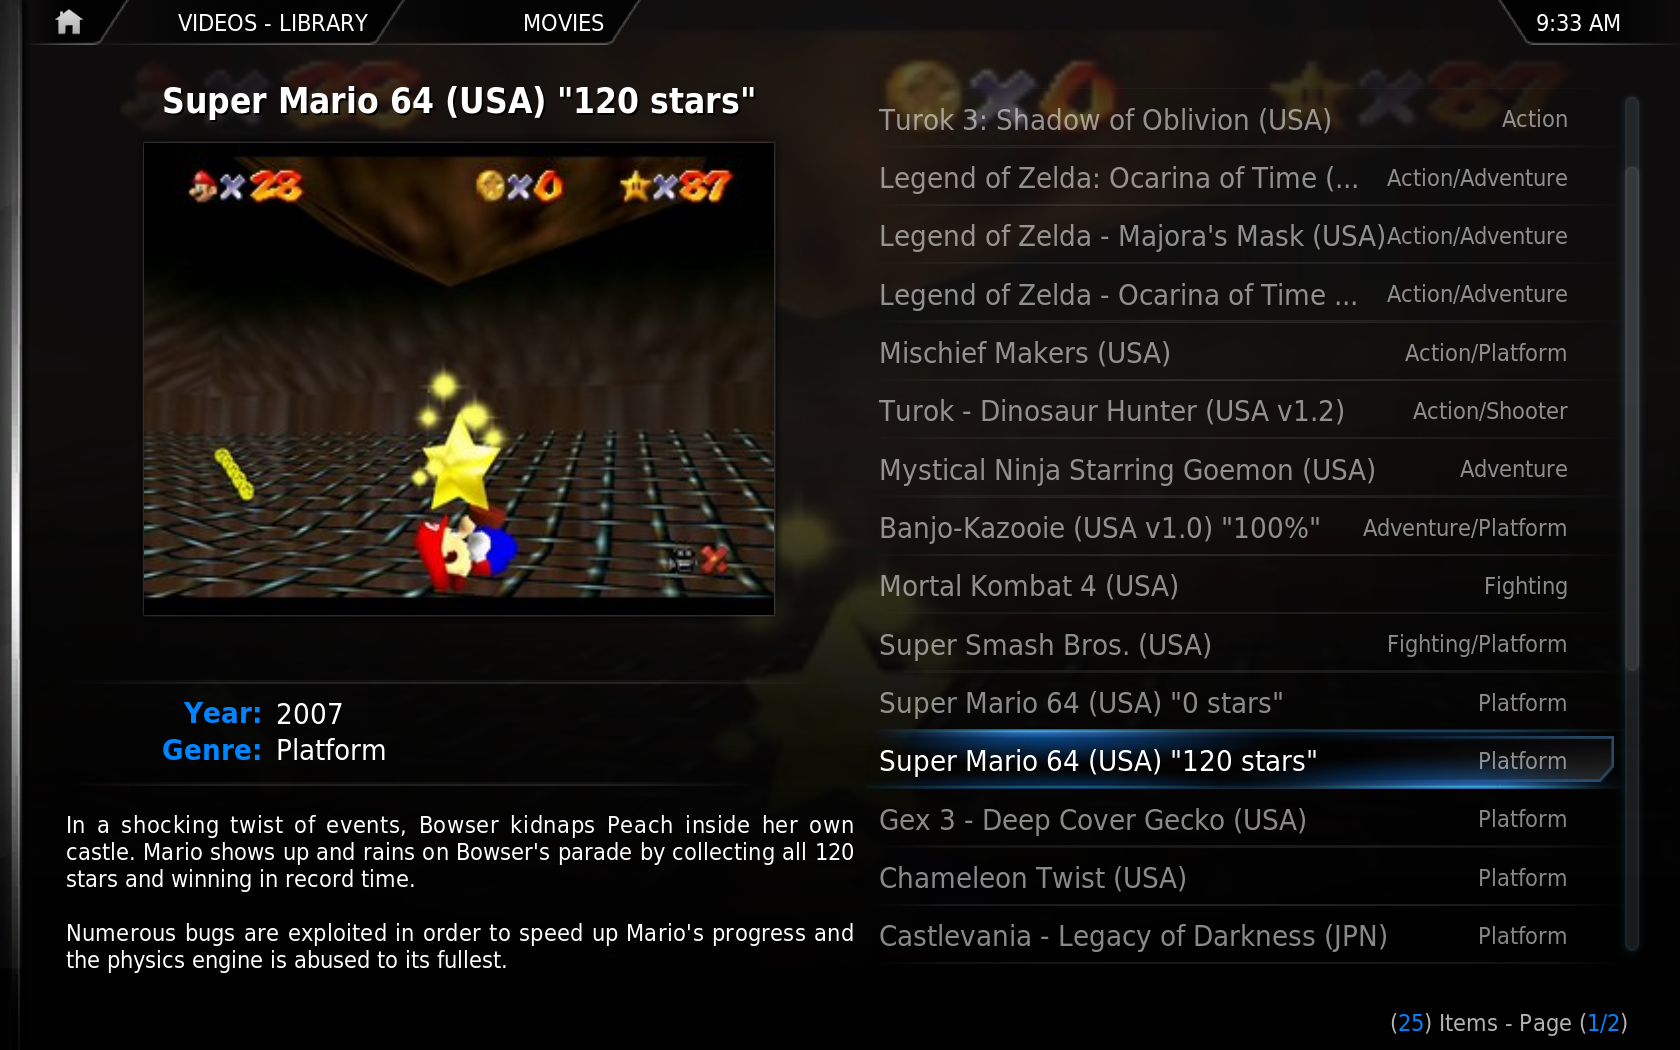 VIDEOS - LIBRARY
MOVIES
9:33 AM
Super Mario 64 (USA) "120 stars"
x 28
x 0
x 87
Year: 2007
Genre: Platform
In a shocking twist of events, Bowser kidnaps Peach inside her own
castle. Mario shows up and rains on Bowser's parade by collecting all 120
stars and winning in record time.
Numerous bugs are exploited in order to speed up Mario's progress and
the physics engine is abused to its fullest.
Turok 3: Shadow of Oblivion (USA) Action
Legend of Zelda: Ocarina of Time (... Action/Adventure
Legend of Zelda - Majora's Mask (USA) Action/Adventure
Legend of Zelda - Ocarina of Time ... Action/Adventure
Mischief Makers (USA) Action/Platform
Turok - Dinosaur Hunter (USA v1.2) Action/Shooter
Mystical Ninja Starring Goemon (USA) Adventure
Banjo-Kazooie (USA v1.0) "100%" Adventure/Platform
Mortal Kombat 4 (USA) Fighting
Super Smash Bros. (USA) Fighting/Platform
Super Mario 64 (USA) "0 stars" Platform
Super Mario 64 (USA) "120 stars" Platform
Gex 3 - Deep Cover Gecko (USA) Platform
Chameleon Twist (USA) Platform
Castlevania - Legacy of Darkness (JPN) Platform
(25) Items - Page (1/2)